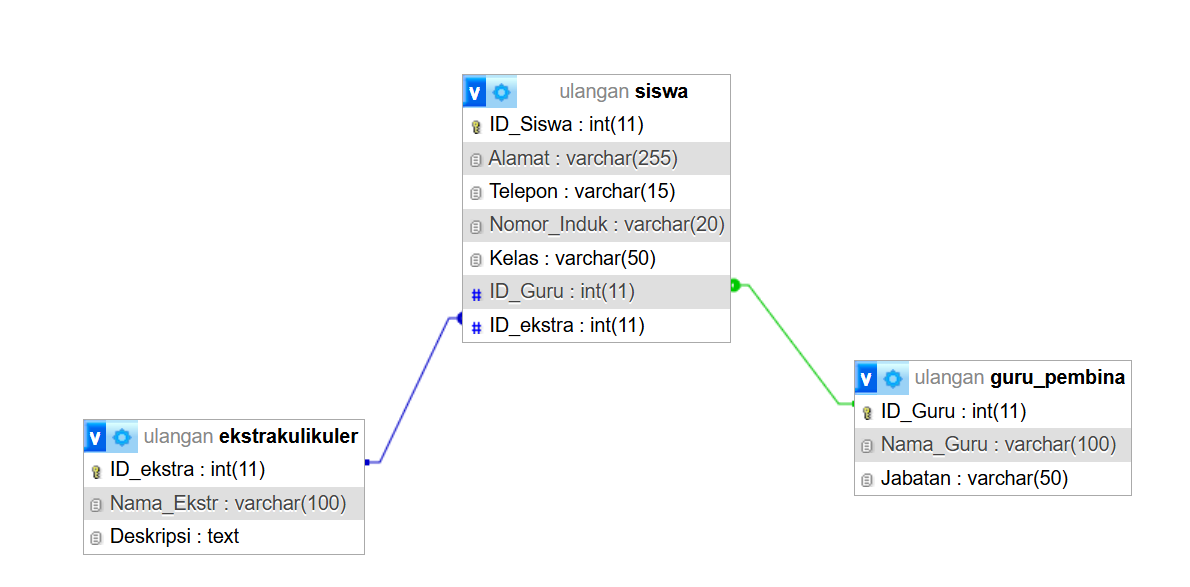 v ulangan siswa
ID_Siswa : int(11)
Alamat : varchar(255)
Telepon : varchar(15)
Nomor_Induk : varchar(20)
Kelas : varchar(50)
# ID_Guru : int(11)
# ID_ekstra : int(11)
v ulangan guru_pembina
ID_Guru : int(11)
Nama_Guru : varchar(100)
Jabatan : varchar(50)
v ulangan ekstrakulikuler
ID_ekstra : int(11)
Nama_Ekstr : varchar(100)
Deskripsi : text